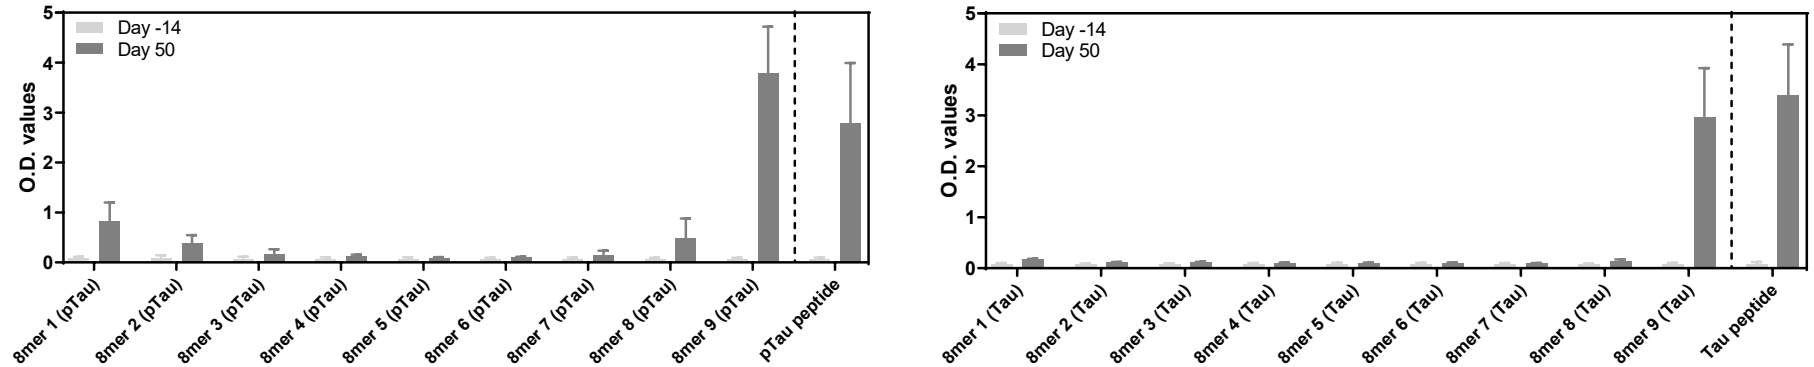 Day -14
Day 50
O.D. values
5
4
3
2
1
0
8mer 1 (pTau)
8mer 2 (pTau)
8mer 3 (pTau)
8mer 4 (pTau)
8mer 5 (pTau)
8mer 6 (pTau)
8mer 7 (pTau)
8mer 8 (pTau)
8mer 9 (pTau)
pTau peptide
Day -14
Day 50
O.D. values
5
4
3
2
1
0
8mer 1 (Tau)
8mer 2 (Tau)
8mer 3 (Tau)
8mer 4 (Tau)
8mer 5 (Tau)
8mer 6 (Tau)
8mer 7 (Tau)
8mer 8 (Tau)
8mer 9 (Tau)
Tau peptide